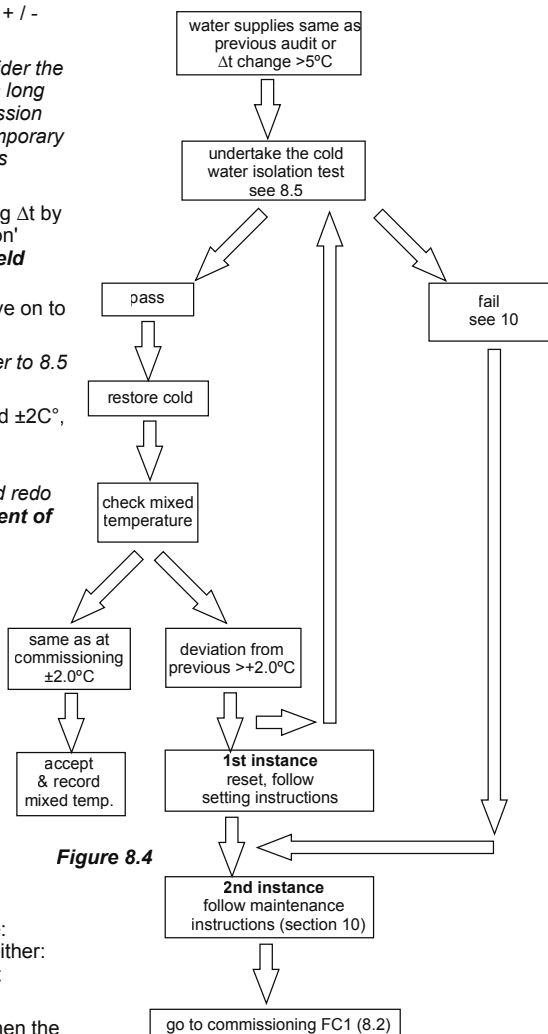 + / -
ider the
long
ssion
nporary
s
g Δt by
on'
eld
ve on to
er to 8.5
d ±2C°,
d redo
ent of
water supplies same as
previous audit or
Δt change >5ºC
undertake the cold
water isolation test
see 8.5
pass
fail
see 10
restore cold
check mixed
temperature
same as at
commissioning
±2.0ºC
deviation from
previous >+2.0ºC
accept
& record
mixed temp.
1st instance
reset, follow
setting instructions
Figure 8.4
2nd instance
follow maintenance
instructions (section 10)
go to commissioning FC1 (8.2)
:
ither:
hen the